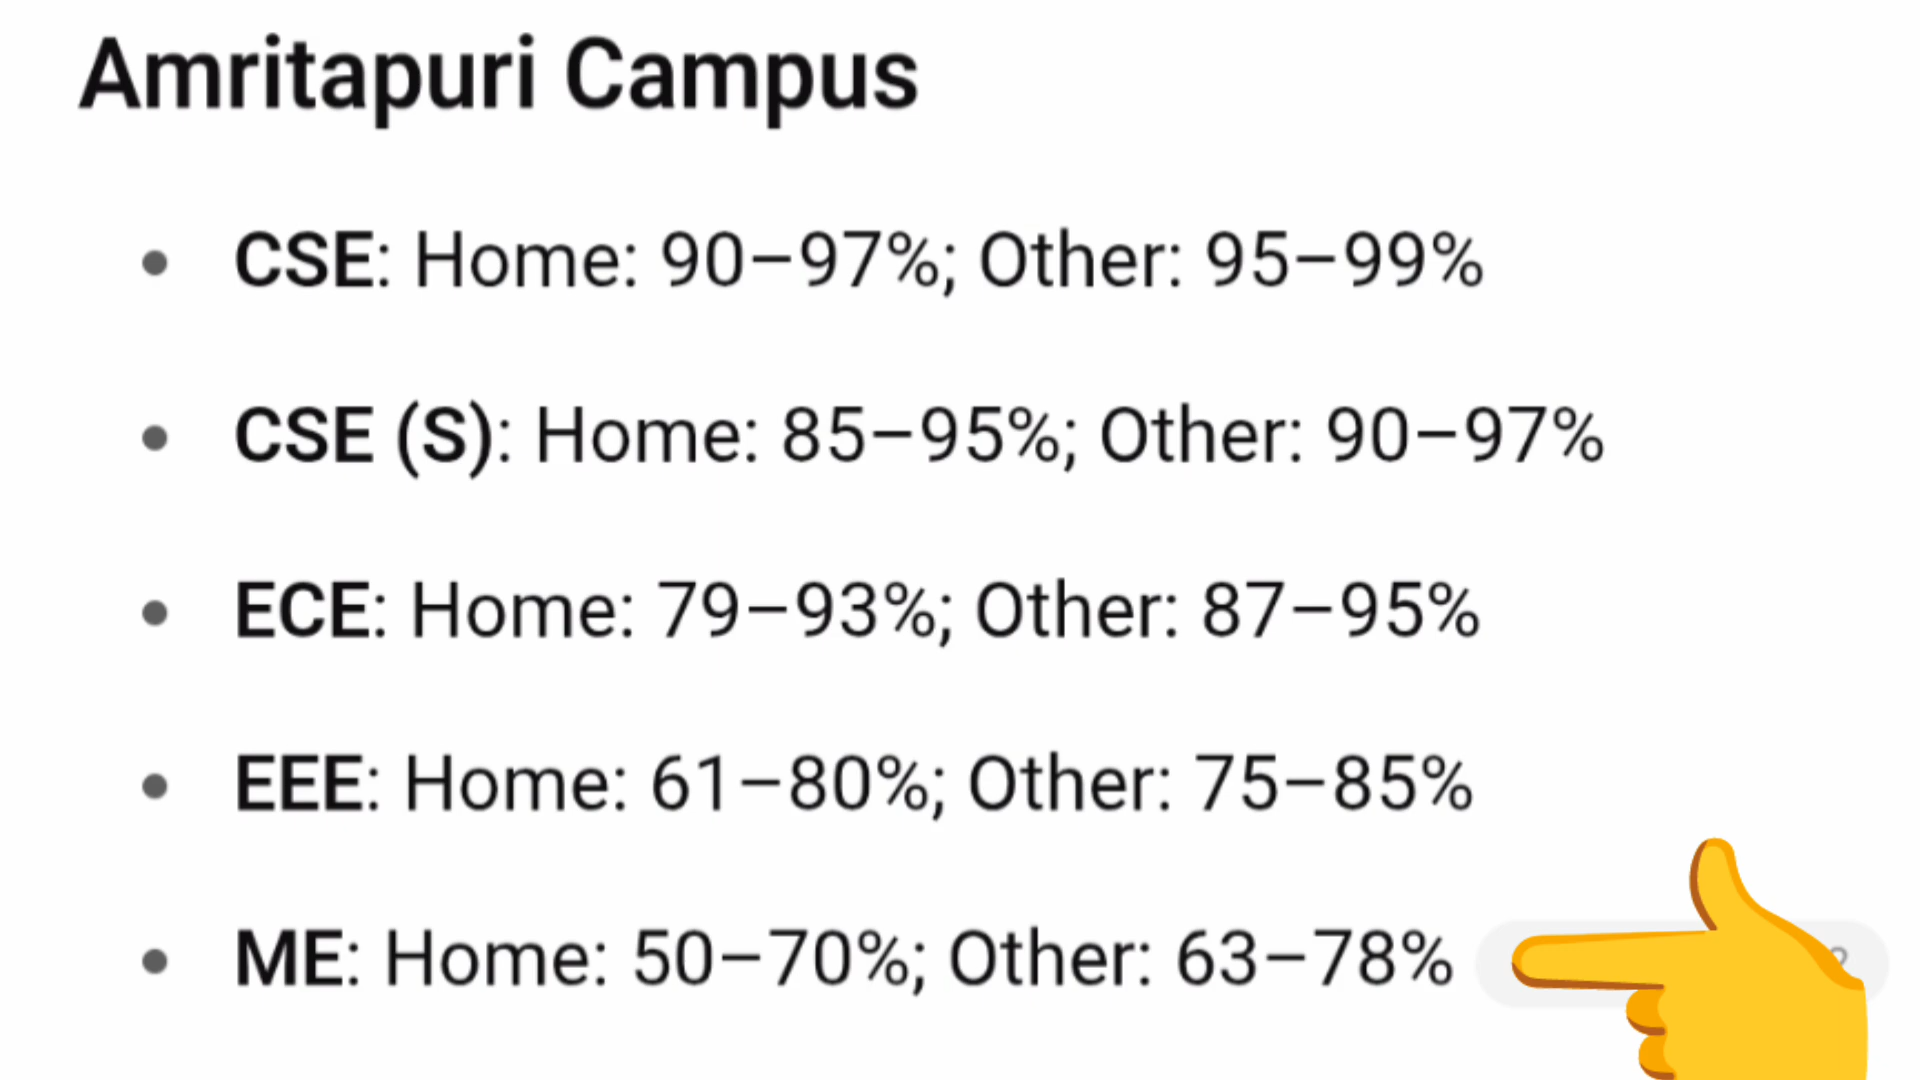 Amritapuri Campus
• CSE: Home: 90–97%; Other: 95–99%
• CSE (S): Home: 85–95%; Other: 90–97%
• ECE: Home: 79–93%; Other: 87–95%
• EEE: Home: 61–80%; Other: 75–85%
• ME: Home: 50–70%; Other: 63–78%